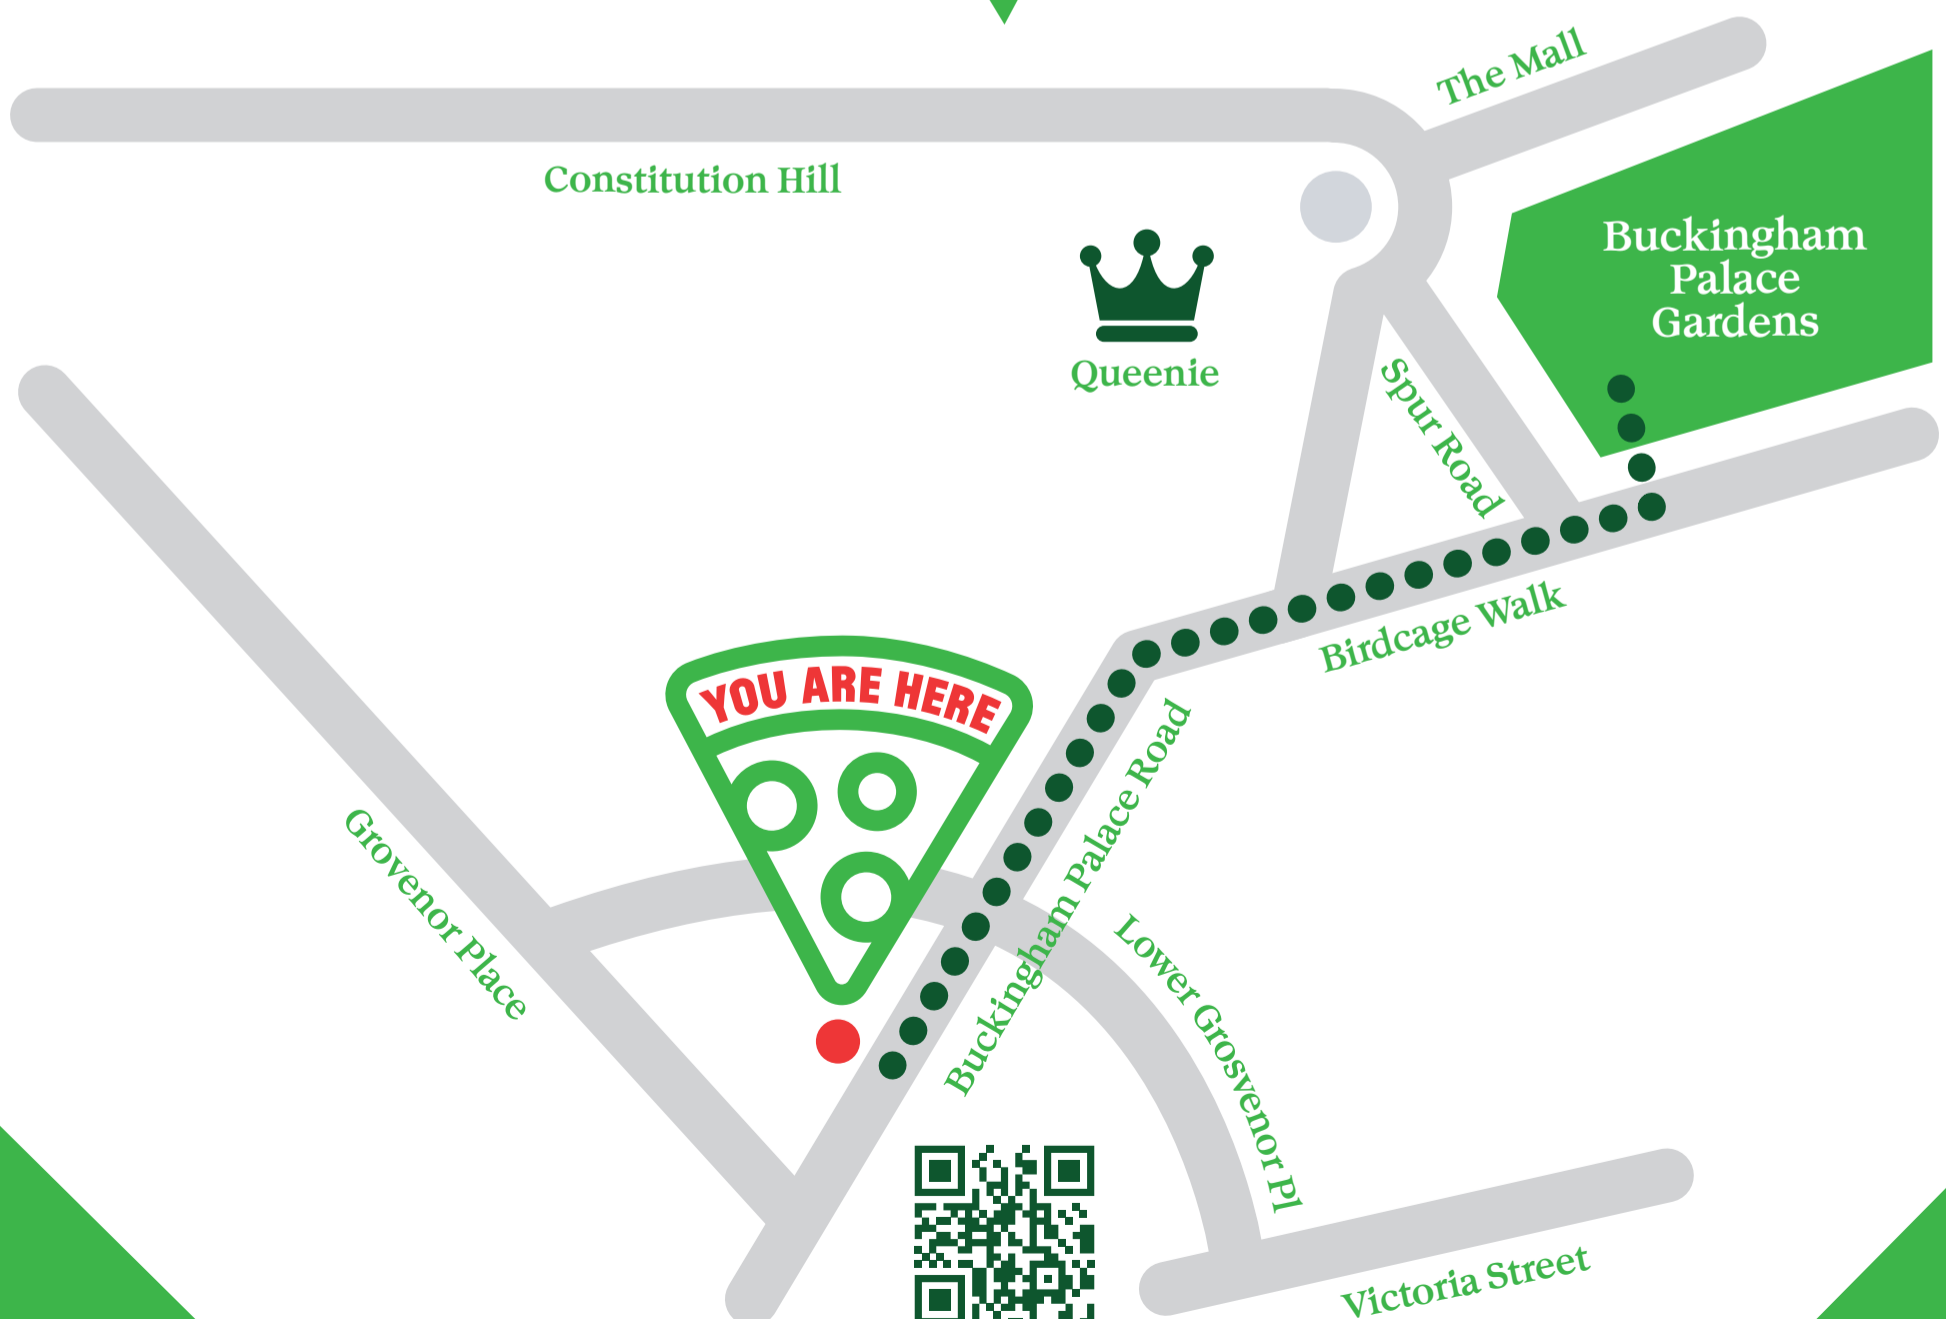 The Mall
Constitution Hill
Buckingham
Palace
Gardens
Queenie
Spur Road
Birdcage Walk
YOU ARE HERE
Buckingham Palace Road
Grovenor Place
Lower Grosvenor Pl
Victoria Street